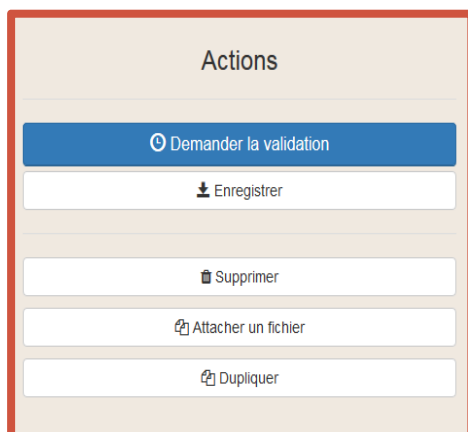 Actions
Demander la validation
Enregistrer
Supprimer
Attacher un fichier
Dupliquer